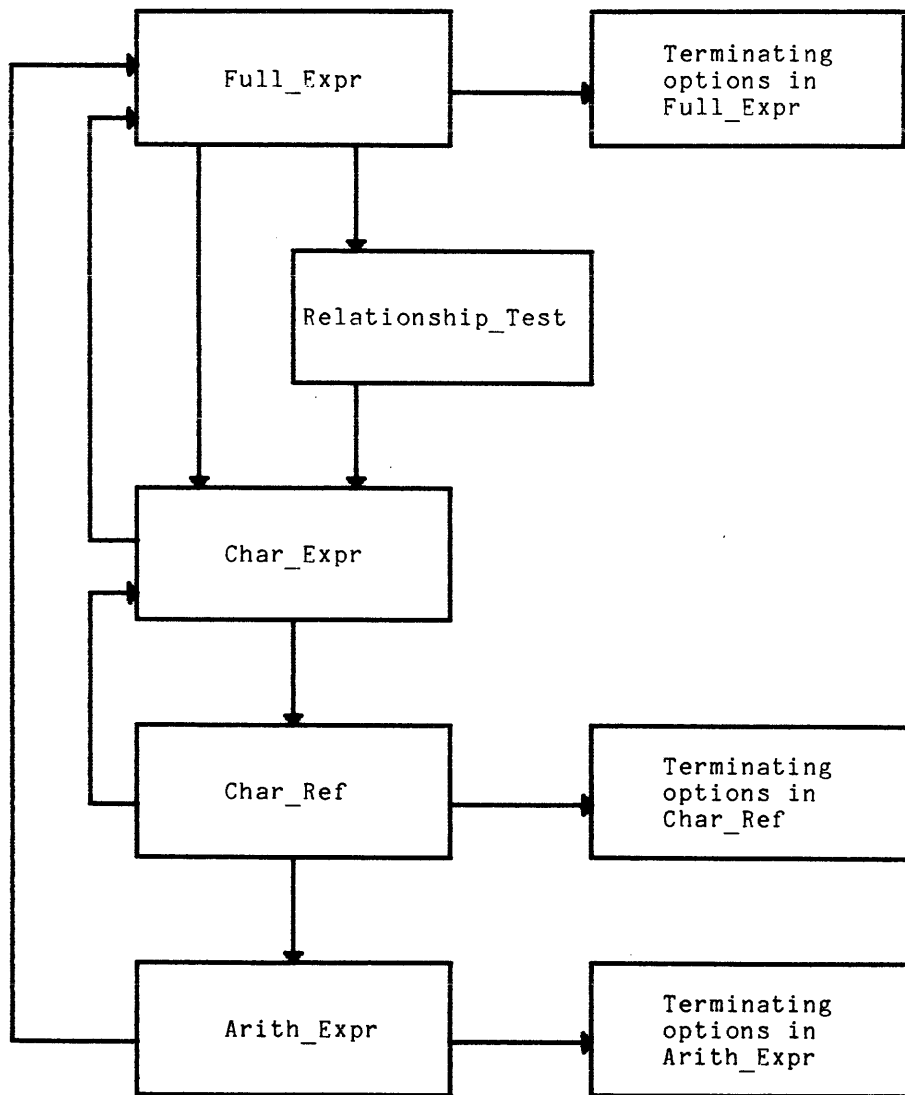 Full_Expr
Terminating
options in
Full_Expr
Relationship_Test
Char_Expr
Char_Ref
Terminating
options in
Char_Ref
Arith_Expr
Terminating
options in
Arith_Expr